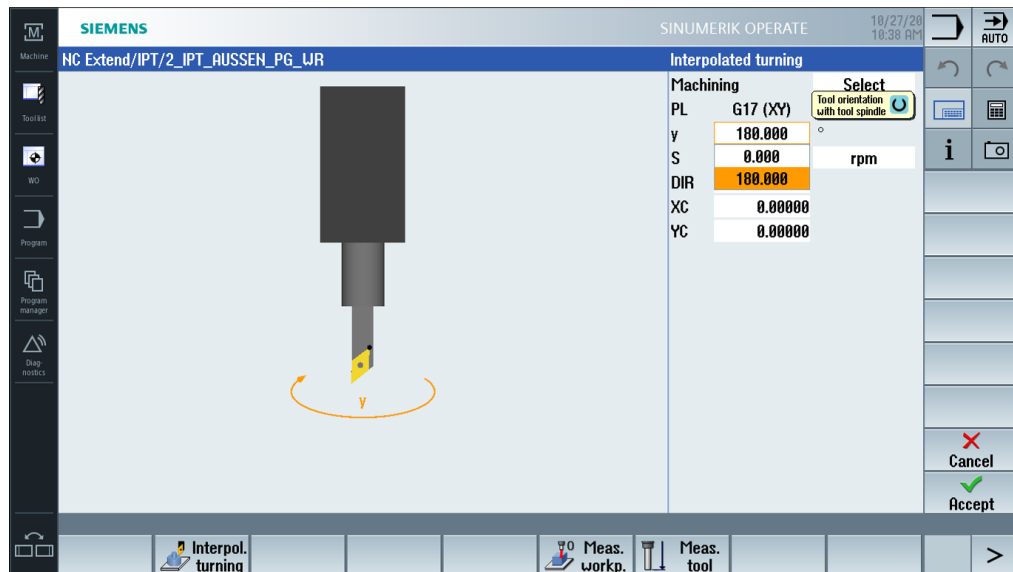 M
Machine
Tool list
WO
Program
Program
manager
Diag-
nostics
SIEMENS
SINUMERIK OPERATE
10/27/20
10:38 AM
AUTO
NC Extend/IPT/2_IPT_AUSSEN_PG_WR
Interpolated turning
Machining
Select
Tool orientation
with tool spindle
PL
G17 (XY)
γ
180.000
°
S
0.000
rpm
DIR
180.000
XC
0.00000
YC
0.00000
γ
i
Cancel
Accept
Interpol.
turning
Meas.
workp.
Meas.
tool
>